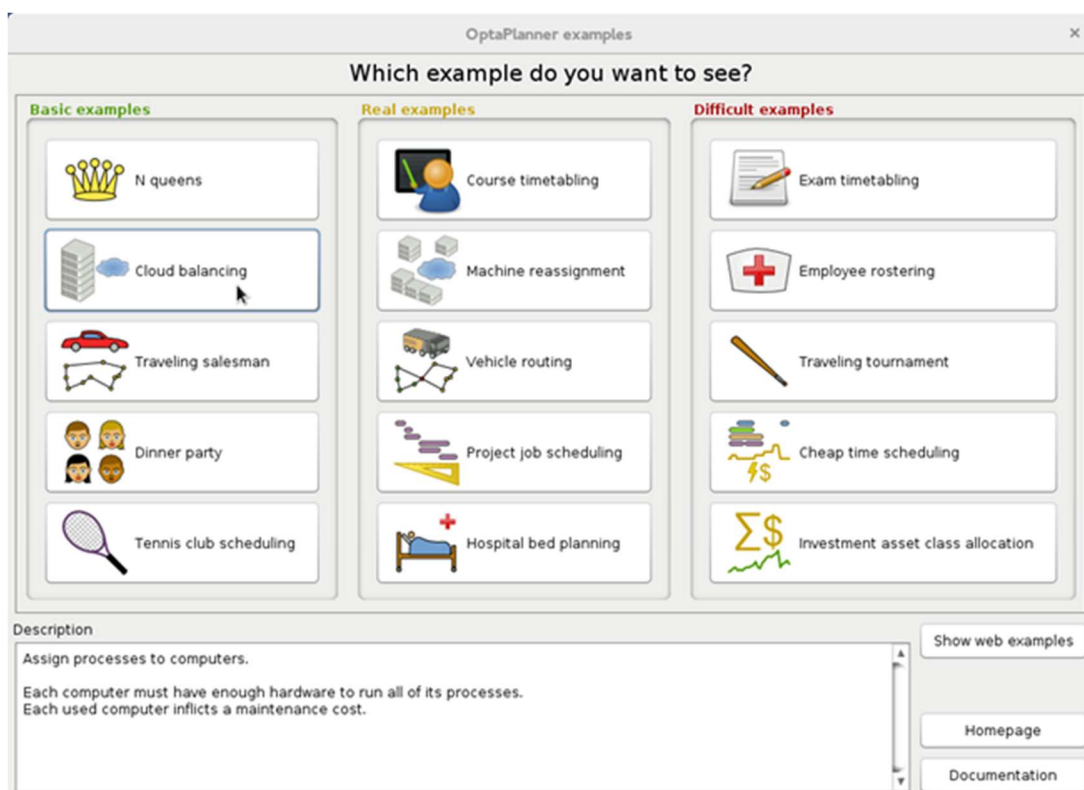 OptaPlanner examples
Which example do you want to see?
Basic examples
N queens
Cloud balancing
Traveling salesman
Dinner party
Tennis club scheduling
Real examples
Course timetabling
Machine reassignment
Vehicle routing
Project job scheduling
Hospital bed planning
Difficult examples
Exam timetabling
Employee rostering
Traveling tournament
Cheap time scheduling
$
Σ$
Investment asset class allocation
Description
Assign processes to computers.
Each computer must have enough hardware to run all of its processes.
Each used computer inflicts a maintenance cost.
Show web examples
Homepage
Documentation